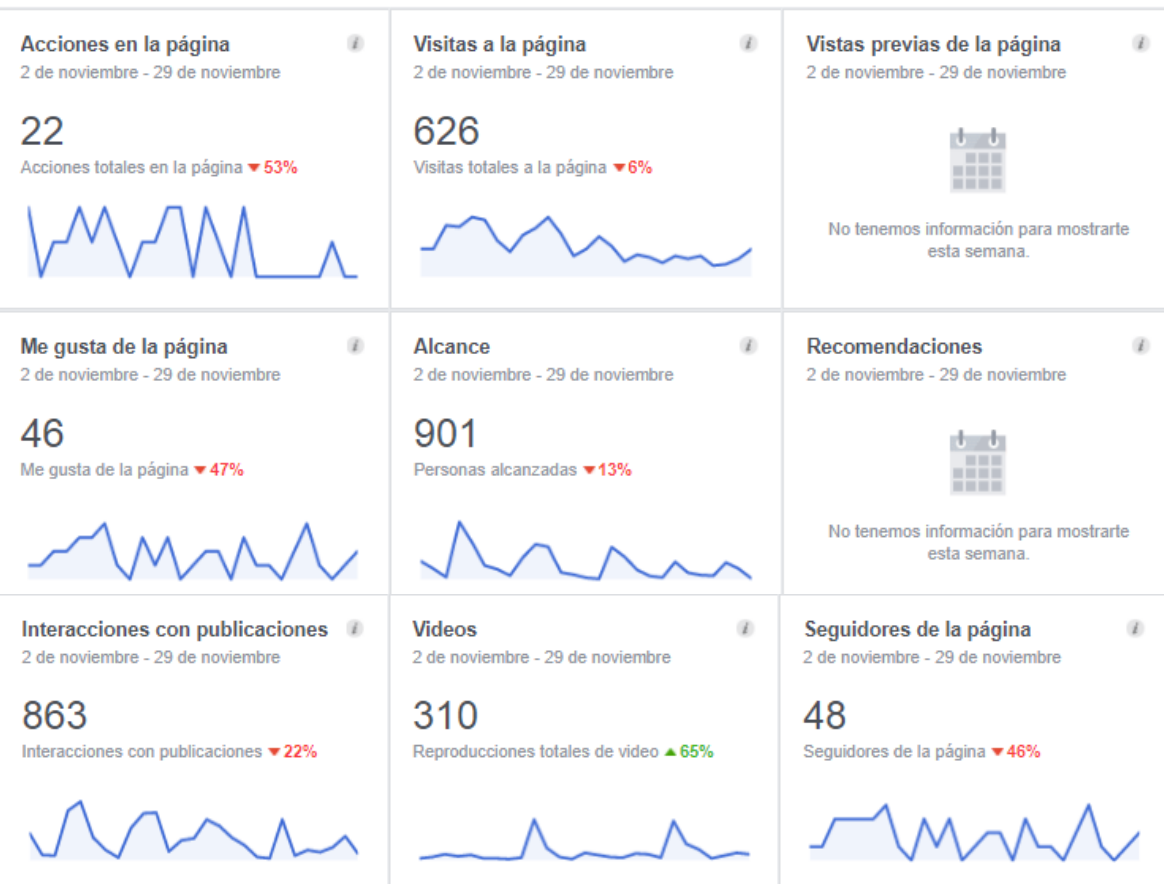 Acciones en la página
2 de noviembre - 29 de noviembre
22
Acciones totales en la página ▼ 53%
Visitas a la página
2 de noviembre - 29 de noviembre
626
Visitas totales a la página ▼ 6%
Vistas previas de la página
2 de noviembre - 29 de noviembre
No tenemos información para mostrarte
esta semana.
Me gusta de la página
2 de noviembre - 29 de noviembre
46
Me gusta de la página ▼ 47%
Alcance
2 de noviembre - 29 de noviembre
901
Personas alcanzadas ▼ 13%
Recomendaciones
2 de noviembre - 29 de noviembre
No tenemos información para mostrarte
esta semana.
Interacciones con publicaciones
2 de noviembre - 29 de noviembre
863
Interacciones con publicaciones ▼ 22%
Videos
2 de noviembre - 29 de noviembre
310
Reproducciones totales de video ▲ 65%
Seguidores de la página
2 de noviembre - 29 de noviembre
48
Seguidores de la página ▼ 46%